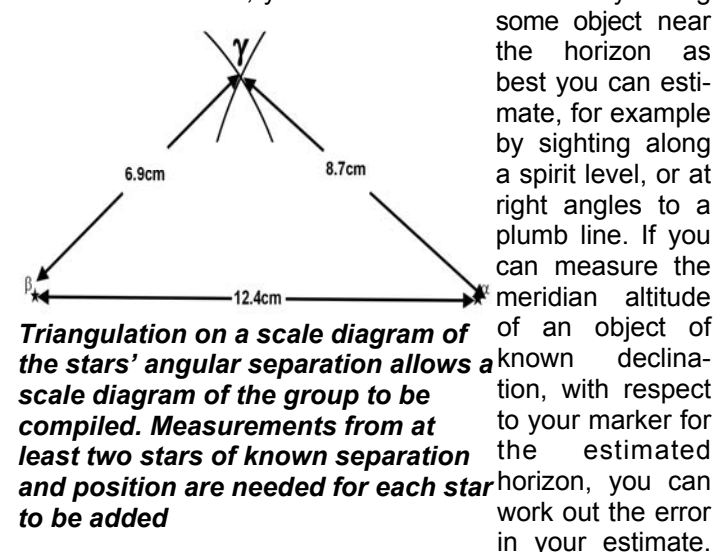 γ
6.9cm
8.7cm
β
α
12.4cm
Triangulation on a scale diagram of
the stars' angular separation allows a
scale diagram of the group to be
compiled. Measurements from at
least two stars of known separation
and position are needed for each star
to be added
some object near
the horizon as
best you can esti-
mate, for example
by sighting along
a spirit level, or at
right angles to a
plumb line. If you
can measure the
meridian altitude
of an object of
known declina-
tion, with respect
to your marker for
the estimated
horizon, you can
work out the error
in your estimate.